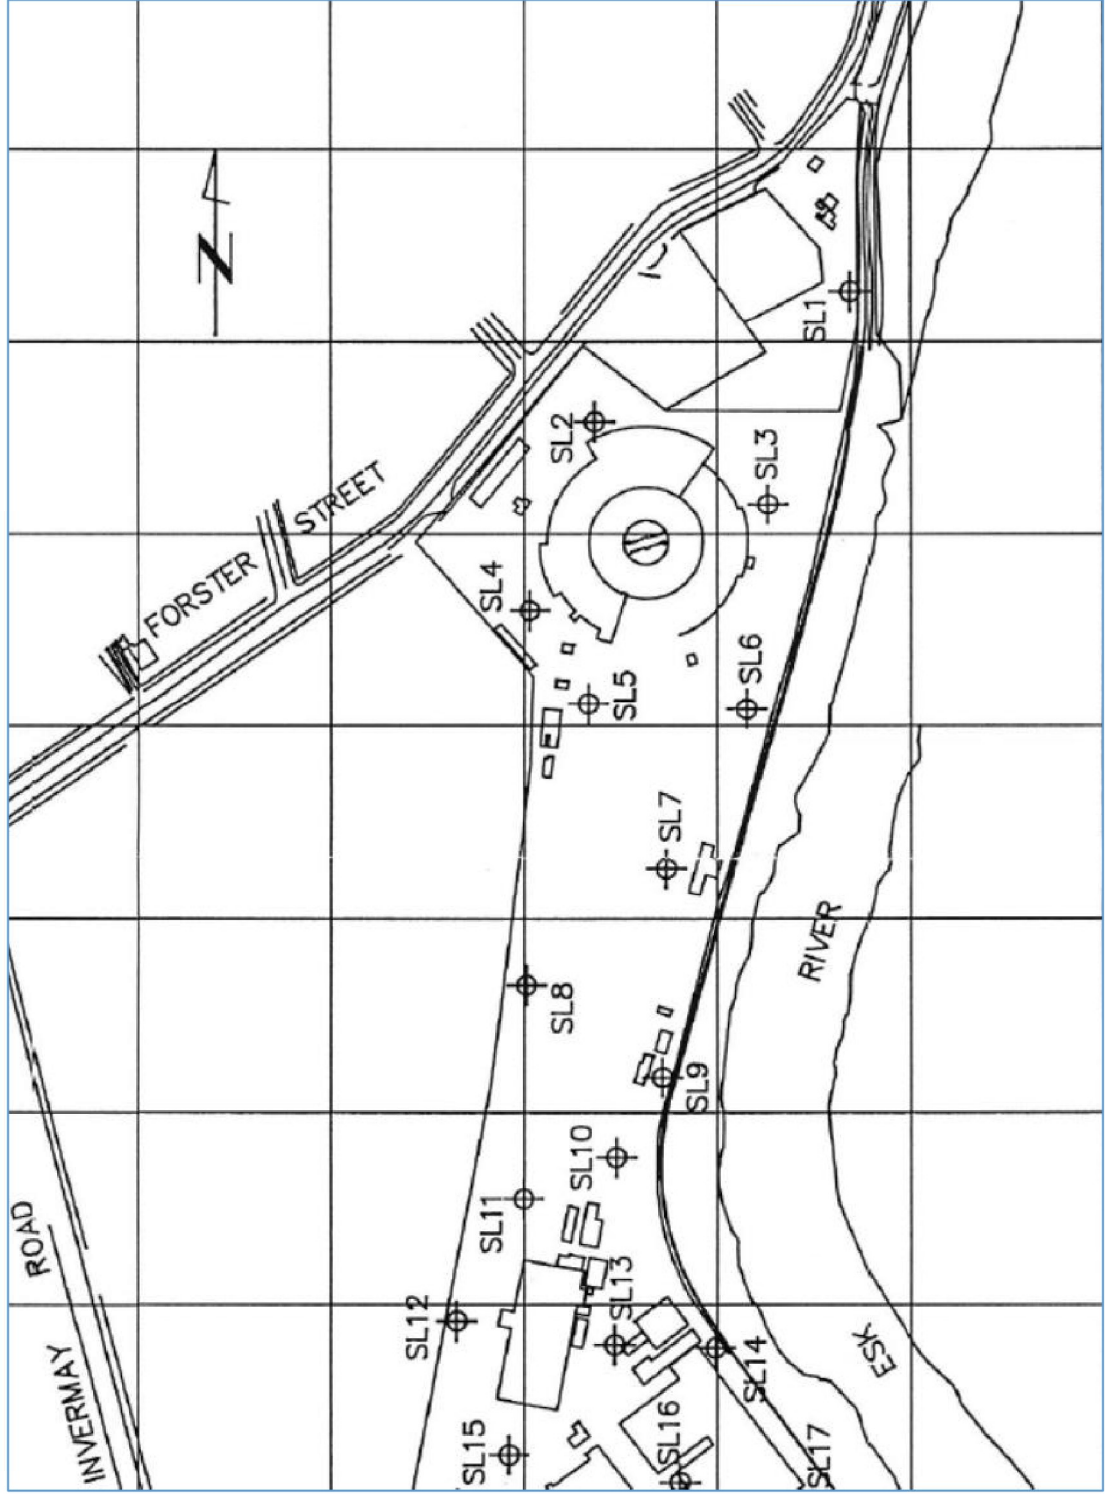 N
SL1
SL2
SL3
FORSTER STREET
SL4
SL5
SL6
SL7
RIVER ESK
SL8
SL9
SL10
SL11
SL12
SL13
SL14
SL15
SL16
SL17
INVERMAY ROAD